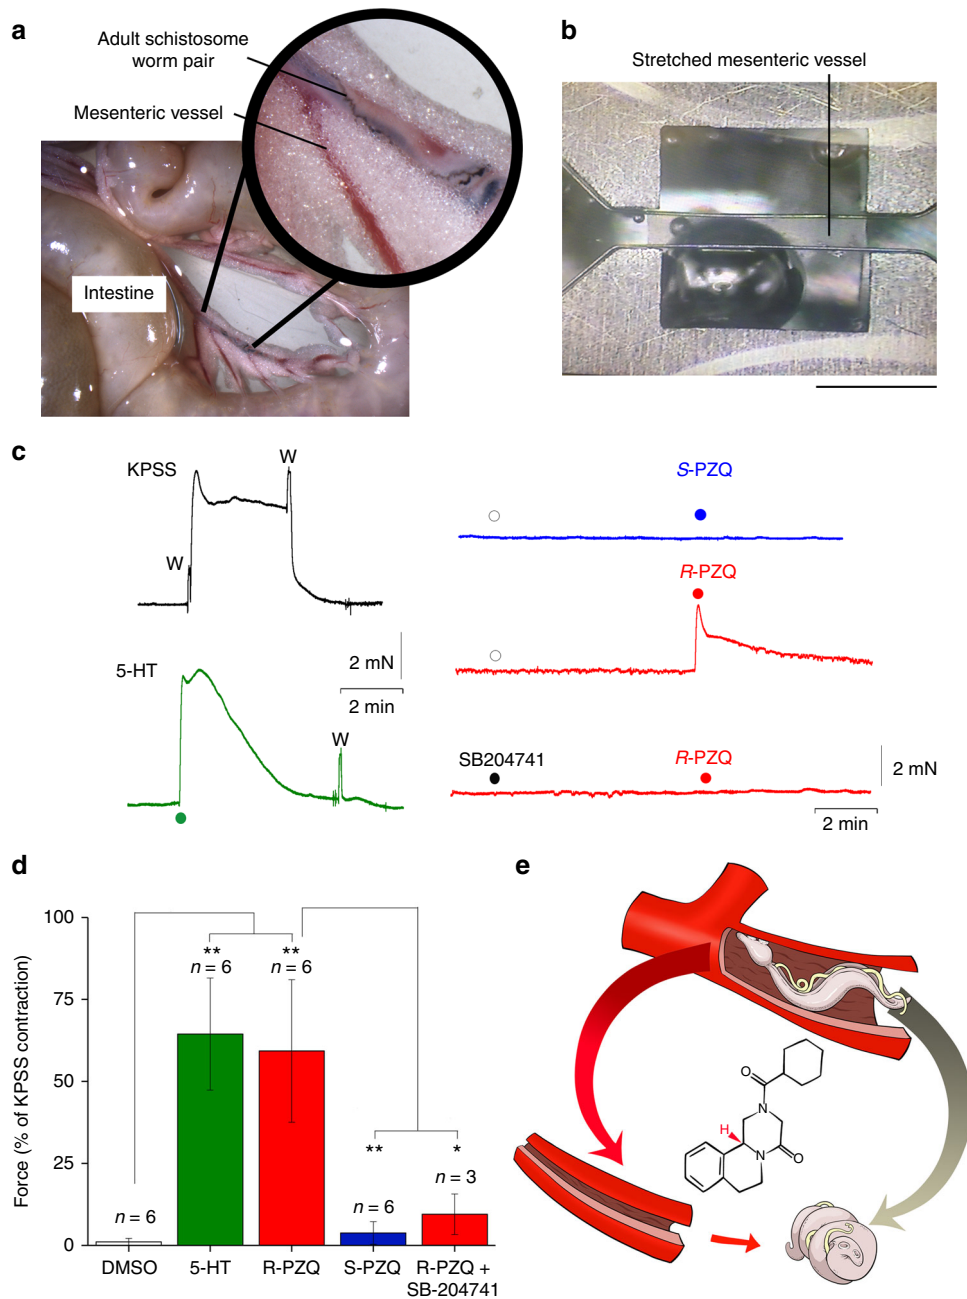 a
Adult schistosome
worm pair
Mesenteric vessel
Intestine
b
Stretched mesenteric vessel
c
KPSS
W
W
5-HT
W
2 mN
2 min
S-PZQ
R-PZQ
SB204741
R-PZQ
2 mN
2 min
d
Force (% of KPSS contraction)
100
75
50
25
0
**
n = 6
**
n = 6
n = 6
**
n = 6
*
n = 3
DMSO
5-HT
R-PZQ
S-PZQ
R-PZQ +
SB-204741
e
O
N
H
N
O